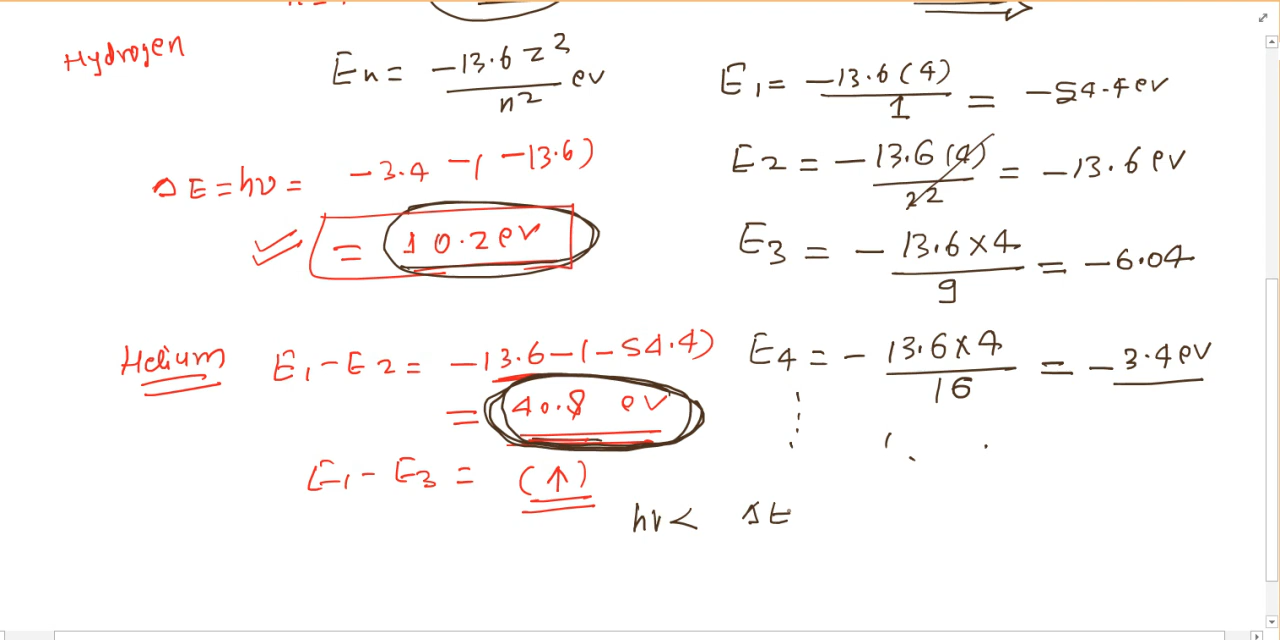 Hydrogen
En = -13.6 z3 / n2 ev
ΔE = hν = -3.4 - ( -13.6)
= 10.2 ev
Helium E1 - E2 = -13.6 - (-54.4)
= 40.8 ev
E1 - E3 = (↑)
hν < ΔE
E1 = -13.6 (4) / 1 = -54.4 ev
E2 = -13.6 (4) / 22 = -13.6 ev
E3 = -13.6×4 / 9 = -6.04
E4 = -13.6×4 / 16 = -3.4 ev